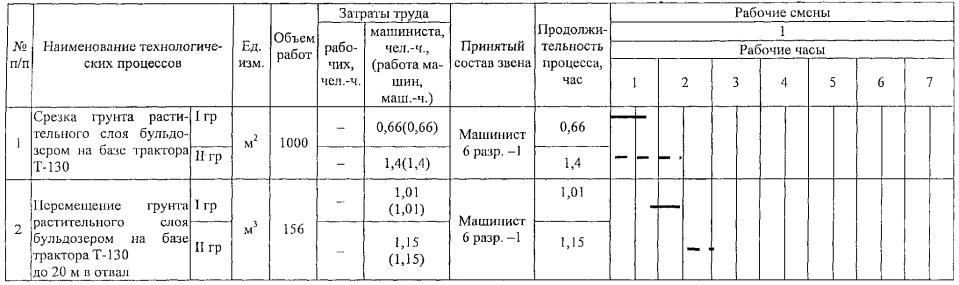 №
п/п
Наименование технологиче-
ских процессов
Ед.
изм.
Объем
работ
Затраты труда
рабо-
чих,
чел.-ч.
машиниста,
чел.-ч.,
(работа ма-
шин,
маш.-ч.)
Принятый
состав звена
Продолжи-
тельность
процесса,
час
Рабочие смены
1
Рабочие часы
1 2 3 4 5 6 7
1
Срезка грунта расти-
тельного слоя бульдо-
зером на базе трактора
Т-130
I гр
II гр
м²
1000
–
0,66(0,66)
–
1,4(1,4)
Машинист
6 разр. –1
0,66
1,4
2
Перемещение грунта
растительного слоя
бульдозером на базе
трактора Т-130
до 20 м в отвал
I гр
II гр
м³
156
–
1,01
(1,01)
–
1,15
(1,15)
Машинист
6 разр. –1
1,01
1,15